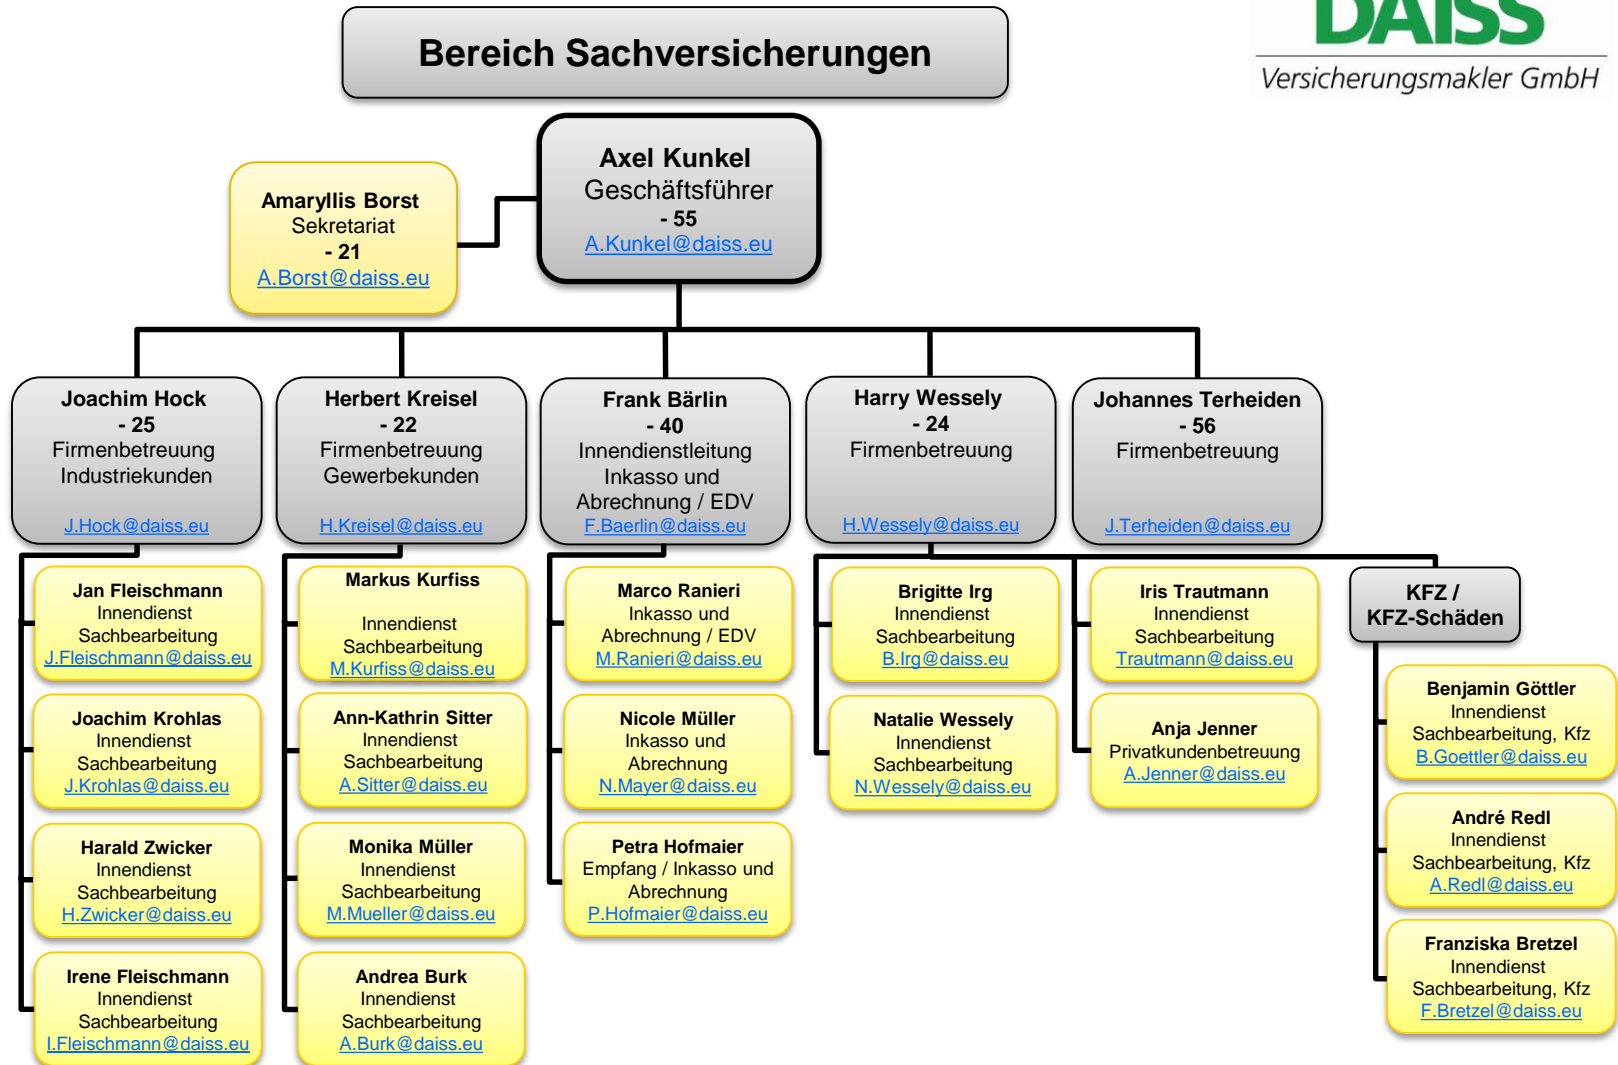 Bereich Sachversicherungen
DAISS
Versicherungsmakler GmbH
Axel Kunkel
Geschäftsführer
- 55
A.Kunkel@daiss.eu
Amaryllis Borst
Sekretariat
- 21
A.Borst@daiss.eu
Joachim Hock
- 25
Firmenbetreuung
Industriekunden
J.Hock@daiss.eu
Herbert Kreisel
- 22
Firmenbetreuung
Gewerbekunden
H.Kreisel@daiss.eu
Frank Bärlin
- 40
Innendienstleitung
Inkasso und
Abrechnung / EDV
F.Baerlin@daiss.eu
Harry Wessely
- 24
Firmenbetreuung
H.Wessely@daiss.eu
Johannes Terheiden
- 56
Firmenbetreuung
J.Terheiden@daiss.eu
Jan Fleischmann
Innendienst
Sachbearbeitung
J.Fleischmann@daiss.eu
Joachim Krohlas
Innendienst
Sachbearbeitung
J.Krohlas@daiss.eu
Harald Zwicker
Innendienst
Sachbearbeitung
H.Zwicker@daiss.eu
Irene Fleischmann
Innendienst
Sachbearbeitung
I.Fleischmann@daiss.eu
Markus Kurfiss
Innendienst
Sachbearbeitung
M.Kurfiss@daiss.eu
Ann-Kathrin Sitter
Innendienst
Sachbearbeitung
A.Sitter@daiss.eu
Monika Müller
Innendienst
Sachbearbeitung
M.Mueller@daiss.eu
Andrea Burk
Innendienst
Sachbearbeitung
A.Burk@daiss.eu
Marco Ranieri
Inkasso und
Abrechnung / EDV
M.Ranieri@daiss.eu
Nicole Müller
Inkasso und
Abrechnung
N.Mayer@daiss.eu
Petra Hofmaier
Empfang / Inkasso und
Abrechnung
P.Hofmaier@daiss.eu
Brigitte Irg
Innendienst
Sachbearbeitung
B.Irg@daiss.eu
Natalie Wessely
Innendienst
Sachbearbeitung
N.Wessely@daiss.eu
Iris Trautmann
Innendienst
Sachbearbeitung
Trautmann@daiss.eu
Anja Jenner
Privatkundenbetreuung
A.Jenner@daiss.eu
KFZ /
KFZ-Schäden
Benjamin Göttler
Innendienst
Sachbearbeitung, Kfz
B.Goettler@daiss.eu
André Redl
Innendienst
Sachbearbeitung, Kfz
A.Redl@daiss.eu
Franziska Bretzel
Innendienst
Sachbearbeitung, Kfz
F.Bretzel@daiss.eu